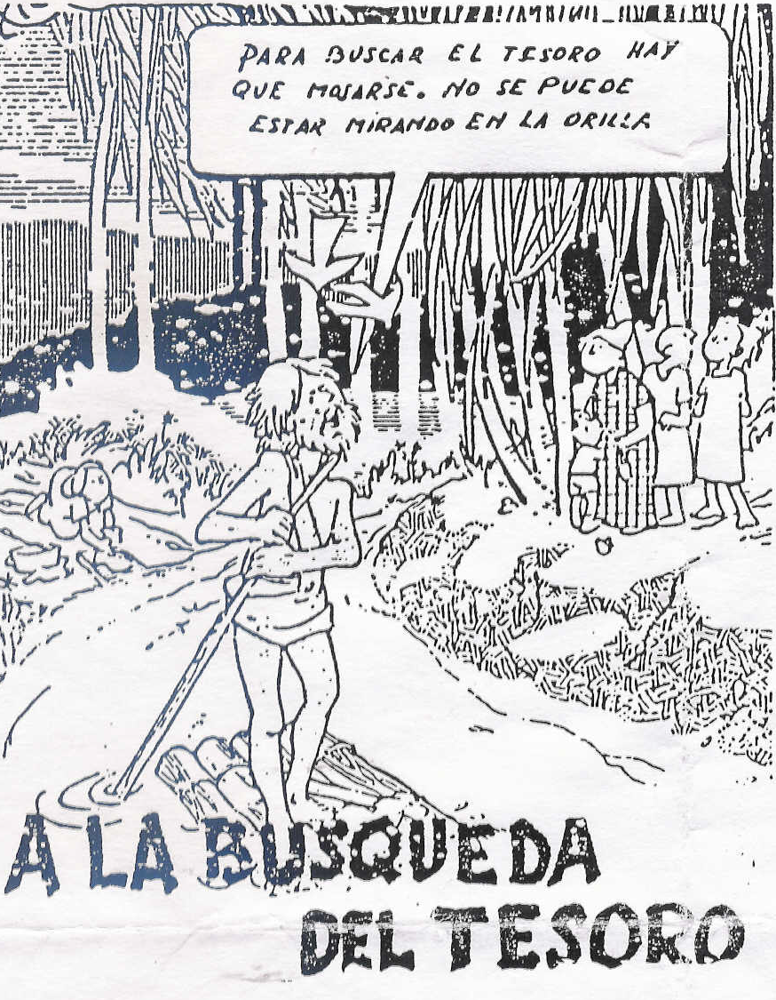 PARA BUSCAR EL TESORO HAY
QUE MOJARSE. NO SE PUEDE
ESTAR MIRANDO EN LA ORILLA
A LA BUSQUEDA
DEL TESORO